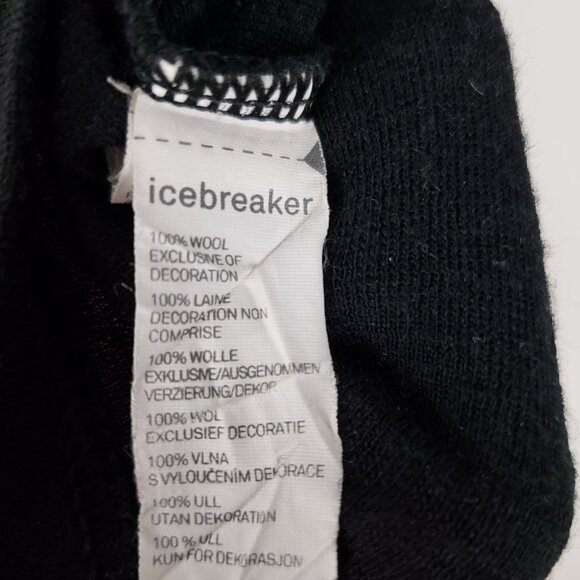 icebreaker
100% WOOL
EXCLUSIVE OF
DECORATION
100% LAINE
DECORATION NON
COMPRISE
100% WOLLE
EXKLUSIVE/AUSGENOMMEN
VERZIERUNG/DEKOR
100% WOL
EXCLUSIEF DECORATIE
100% VLNA
S VYLOUČENÍM DEKORACE
100% ULL
UTAN DEKORATION
100 % ULL
KUN FOR DEKORASJON